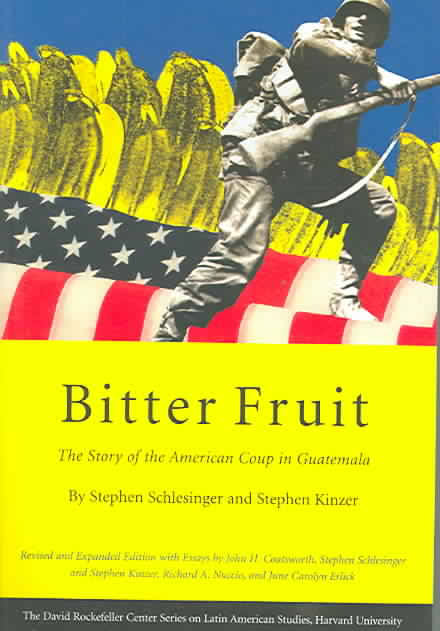 Bitter Fruit
The Story of the American Coup in Guatemala
By Stephen Schlesinger and Stephen Kinzer
Revised and Expanded Edition with Essays by John H. Coatsworth, Stephen Schlesinger
and Stephen Kinzer, Richard A. Nuccio, and June Carolyn Erlick
The David Rockefeller Center Series on Latin American Studies, Harvard University